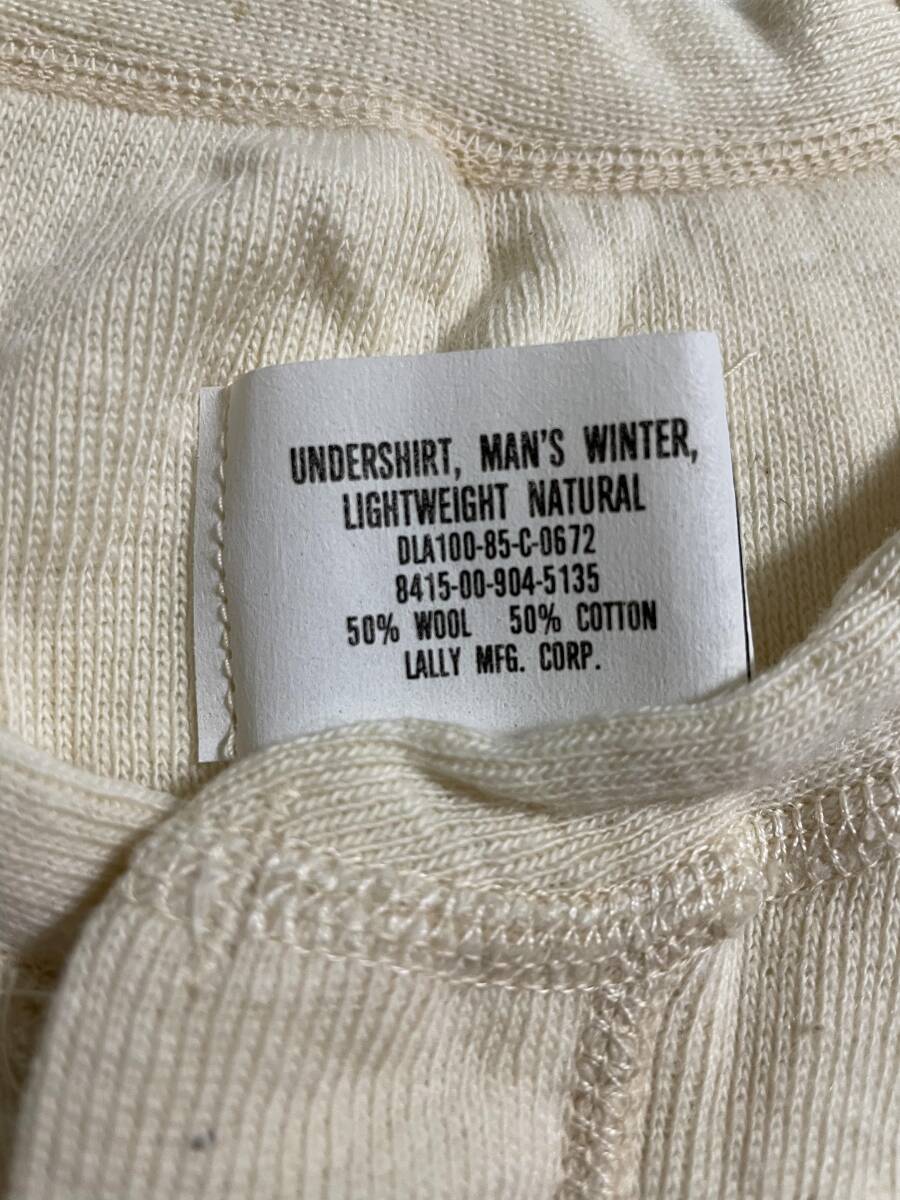 UNDERSHIRT, MAN'S WINTER,
LIGHTWEIGHT NATURAL
DLA100-85-C-0672
8415-00-904-5135
50% WOOL 50% COTTON
LALLY MFG. CORP.